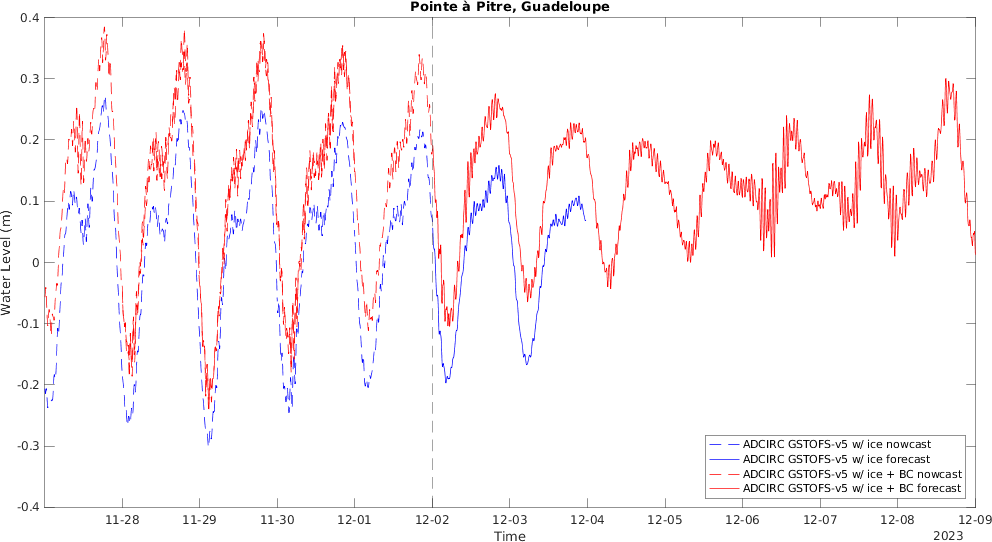 Pointe à Pitre, Guadeloupe
0.4
0.3
0.2
0.1
0
-0.1
-0.2
-0.3
-0.4
Water Level (m)
ADCIRC GSTOFS-v5 w/ ice nowcast
ADCIRC GSTOFS-v5 w/ ice forecast
ADCIRC GSTOFS-v5 w/ ice + BC nowcast
ADCIRC GSTOFS-v5 w/ ice + BC forecast
11-28 11-29 11-30 12-01 12-02 12-03 12-04 12-05 12-06 12-07 12-08 12-09
Time
2023